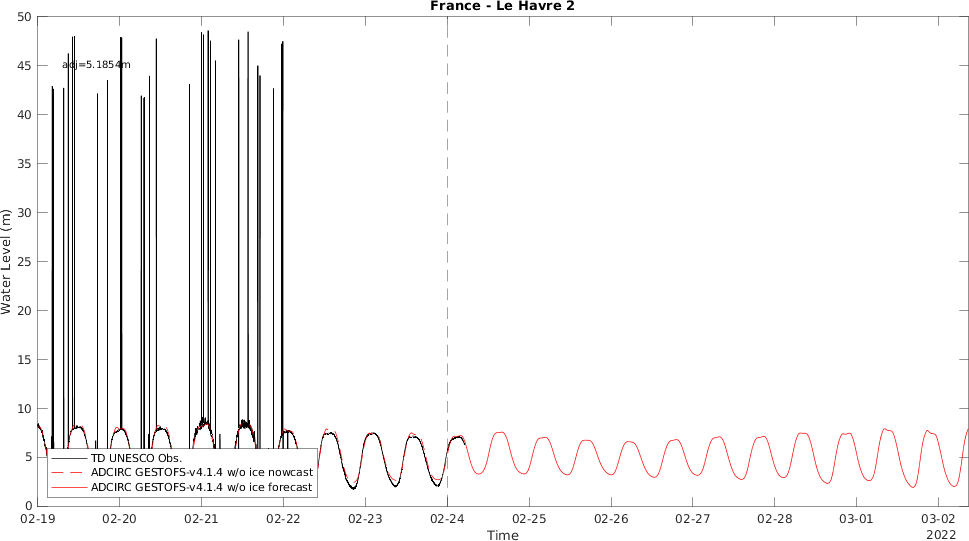 France - Le Havre 2
50
45
40
35
30
25
20
15
10
5
0
Water Level (m)
adj=5.1854m
TD UNESCO Obs.
ADCIRC GESTOFS-v4.1.4 w/o ice nowcast
ADCIRC GESTOFS-v4.1.4 w/o ice forecast
02-19 02-20 02-21 02-22 02-23 02-24 02-25 02-26 02-27 02-28 03-01 03-02
2022
Time